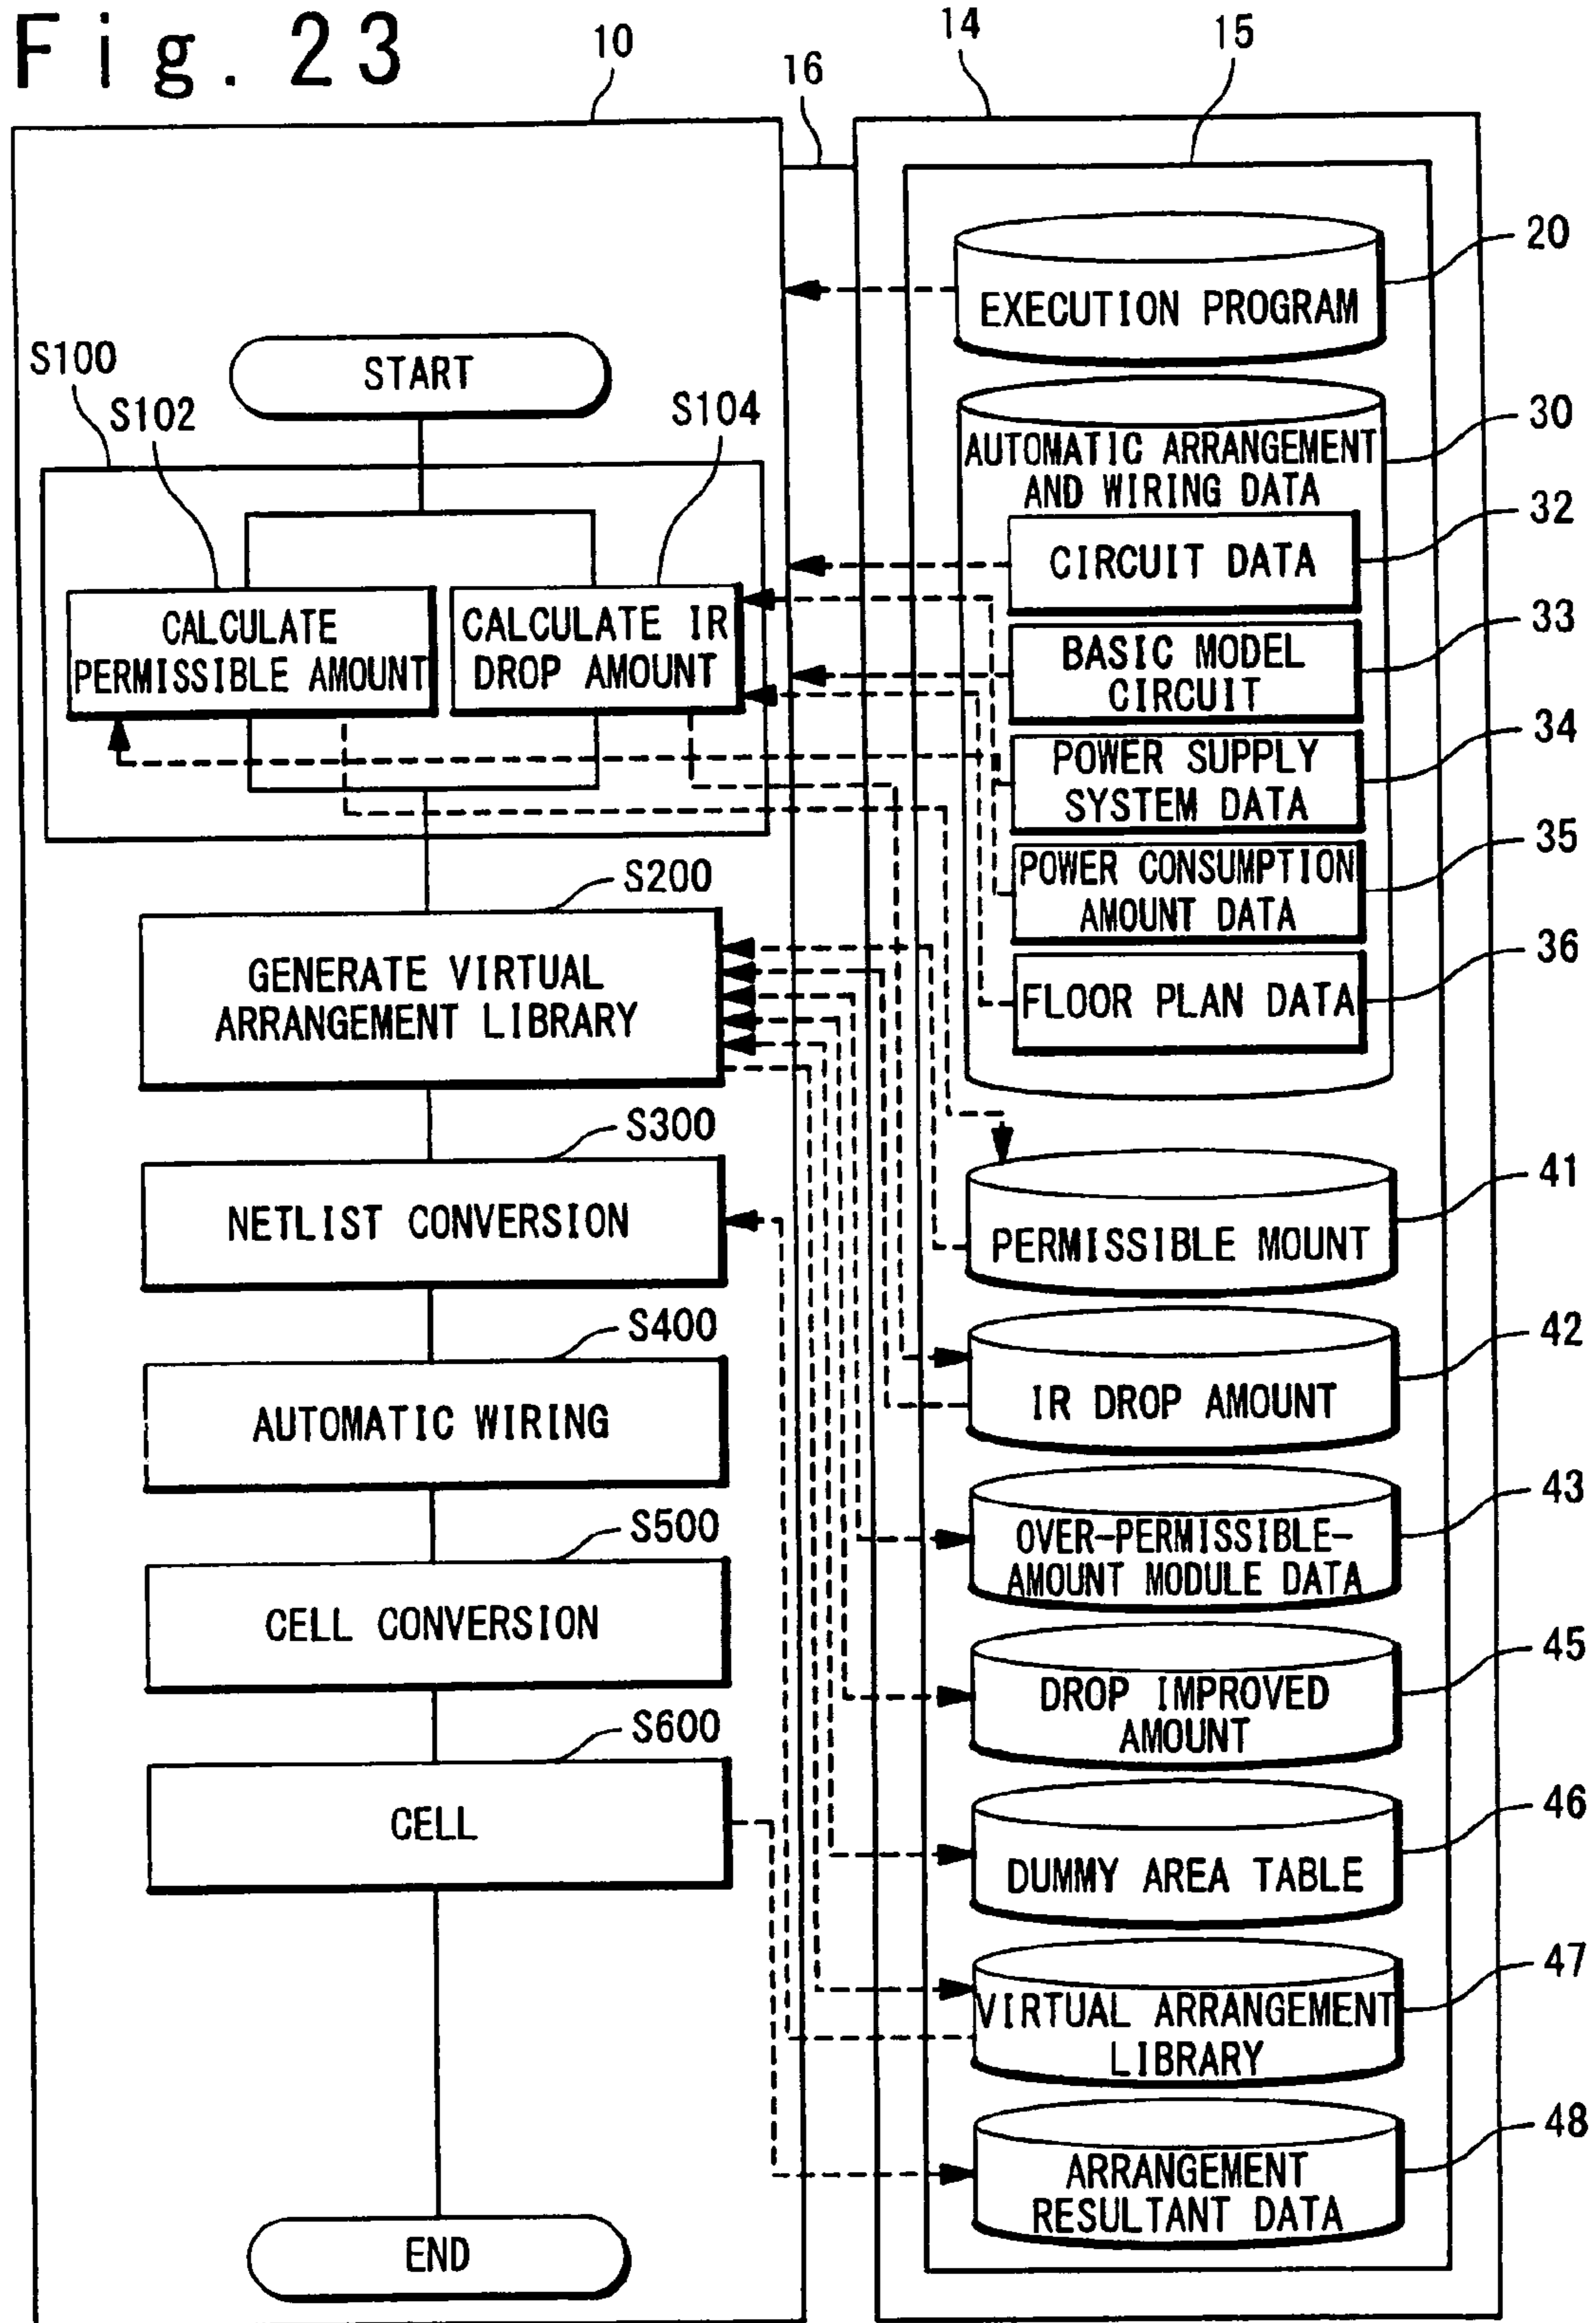 Fig. 23
10
16
14
15
20
EXECUTION PROGRAM
START
S100
S102
S104
30
AUTOMATIC ARRANGEMENT
AND WIRING DATA
32
CIRCUIT DATA
CALCULATE
PERMISSIBLE AMOUNT
CALCULATE IR
DROP AMOUNT
33
BASIC MODEL
CIRCUIT
34
POWER SUPPLY
SYSTEM DATA
35
POWER CONSUMPTION
AMOUNT DATA
36
FLOOR PLAN DATA
S200
GENERATE VIRTUAL
ARRANGEMENT LIBRARY
S300
NETLIST CONVERSION
41
PERMISSIBLE MOUNT
S400
AUTOMATIC WIRING
42
IR DROP AMOUNT
S500
CELL CONVERSION
43
OVER-PERMISSIBLE-
AMOUNT MODULE DATA
45
DROP IMPROVED
AMOUNT
S600
CELL
46
DUMMY AREA TABLE
47
VIRTUAL ARRANGEMENT
LIBRARY
48
ARRANGEMENT
RESULTANT DATA
END